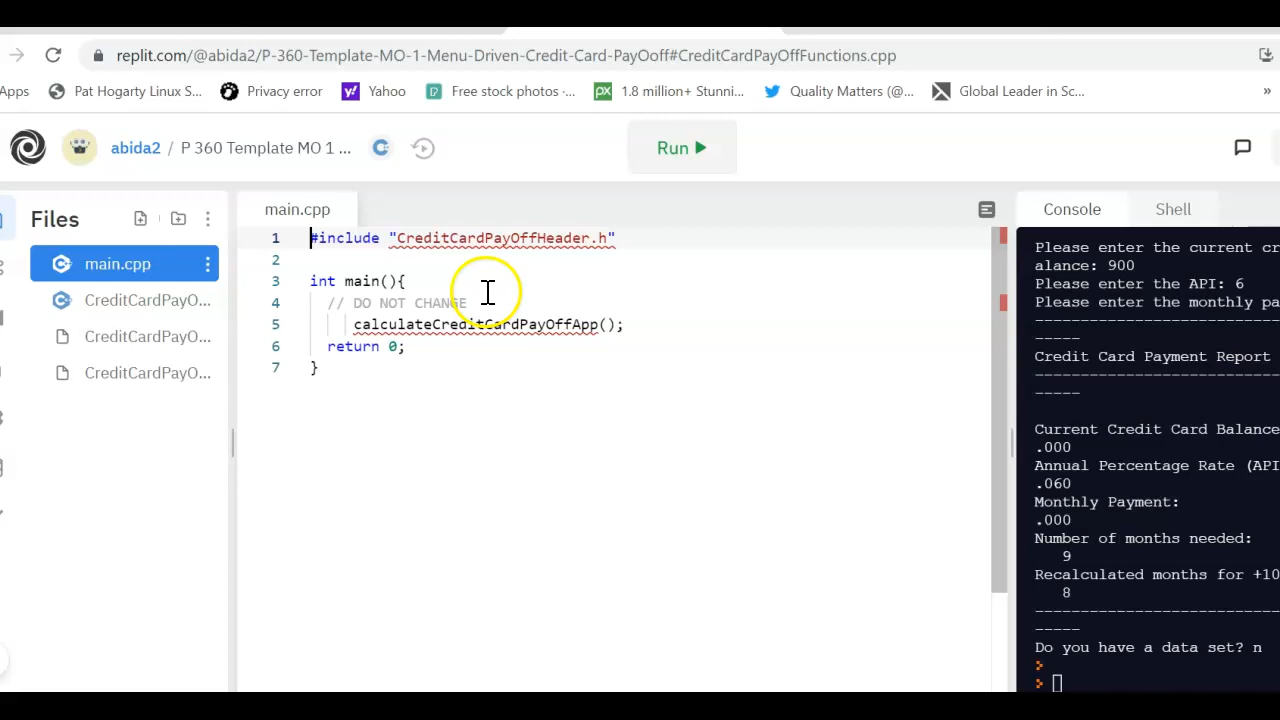 replit.com/@abida2/P-360-Template-MO-1-Menu-Driven-Credit-Card-PayOoff#CreditCardPayOffFunctions.cpp
Apps Pat Hogarty Linux S... Privacy error Yahoo Free stock photos -... 1.8 million+ Stunni... Quality Matters (@... Global Leader in Sc... »
abida2 / P 360 Template MO 1 ... Run
Files
main.cpp
CreditCardPayO...
CreditCardPayO...
CreditCardPayO...
main.cpp
1 #include "CreditCardPayOffHeader.h"
2
3 int main(){
4 // DO NOT CHANGE
5 calculateCreditCardPayOffApp();
6 return 0;
7 }
Console Shell
Please enter the current cr
alance: 900
Please enter the API: 6
Please enter the monthly pa
-----------------------------
-----
Credit Card Payment Report
-----------------------------
-----
Current Credit Card Balance
.000
Annual Percentage Rate (API
.060
Monthly Payment:
.000
Number of months needed:
9
Recalculated months for +10
8
-----------------------------
-----
Do you have a data set? n
>
>